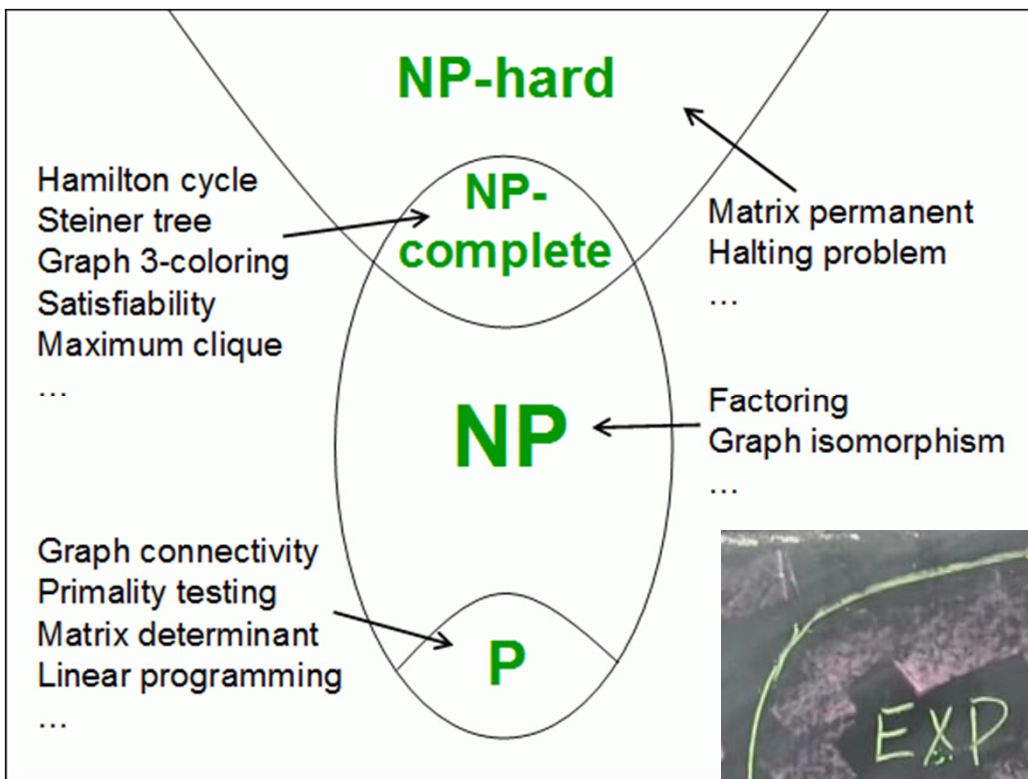 NP-hard
Hamilton cycle
Steiner tree
Graph 3-coloring
Satisfiability
Maximum clique
…
NP-
complete
Matrix permanent
Halting problem
…
NP
Factoring
Graph isomorphism
…
Graph connectivity
Primality testing
Matrix determinant
Linear programming
…
P
EXP